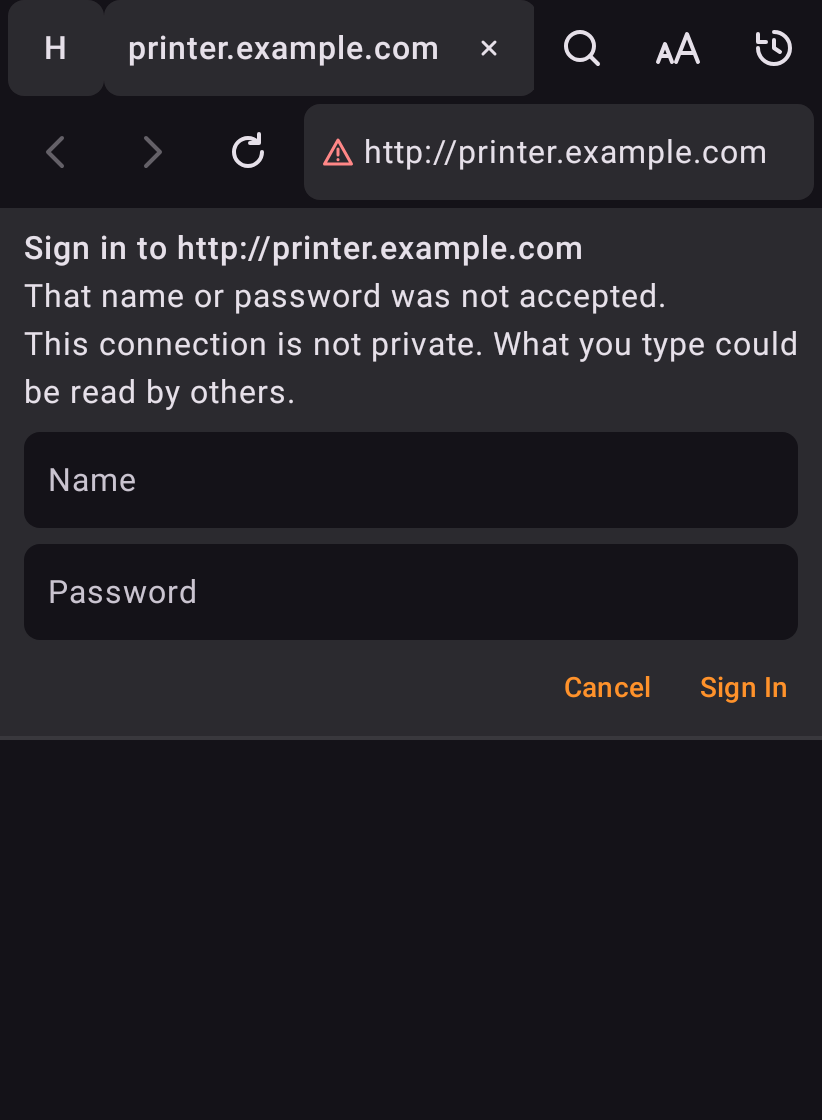 H
printer.example.com ×
AA
http://printer.example.com
Sign in to http://printer.example.com
That name or password was not accepted.
This connection is not private. What you type could
be read by others.
Name
Password
Cancel Sign In